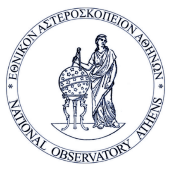 ΕΘΝΙΚΟΝ ΑΣΤΕΡΟΣΚΟΠΕΙΟΝ ΑΘΗΝΩΝ
NATIONAL OBSERVATORY ATHENS